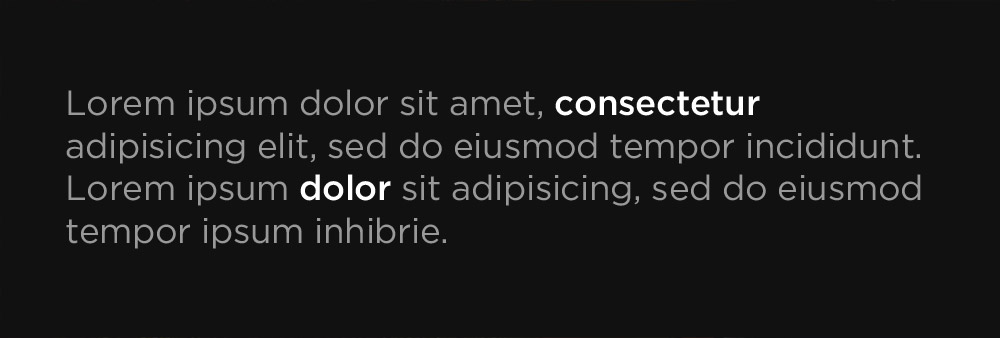 Lorem ipsum dolor sit amet, consectetur
adipisicing elit, sed do eiusmod tempor incididunt.
Lorem ipsum dolor sit adipisicing, sed do eiusmod
tempor ipsum inhibrie.